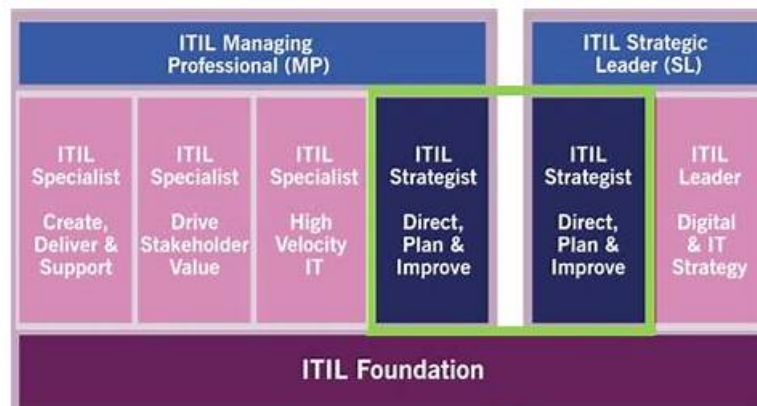 ITIL Managing
Professional (MP)
ITIL Strategic
Leader (SL)
ITIL
Specialist
Create,
Deliver &
Support
ITIL
Specialist
Drive
Stakeholder
Value
ITIL
Specialist
High
Velocity
IT
ITIL
Strategist
Direct,
Plan &
Improve
ITIL
Strategist
Direct,
Plan &
Improve
ITIL
Leader
Digital
& IT
Strategy
ITIL Foundation